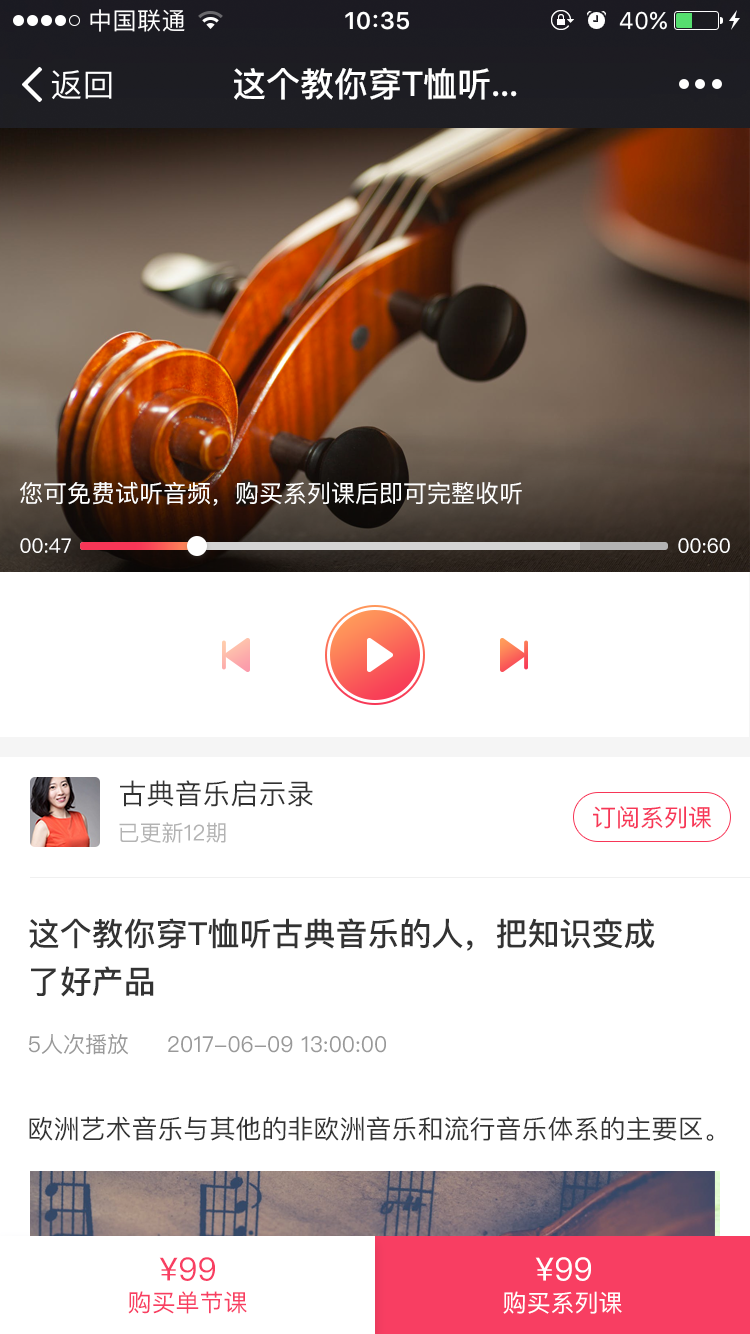 中国联通
10:35
40%
返回
这个教你穿T恤听...
您可免费试听音频，购买系列课后即可完整收听
00:47
00:60
古典音乐启示录
已更新12期
订阅系列课
这个教你穿T恤听古典音乐的人，把知识变成
了好产品
5人次播放 2017-06-09 13:00:00
欧洲艺术音乐与其他的非欧洲音乐和流行音乐体系的主要区。
¥99
购买单节课
¥99
购买系列课